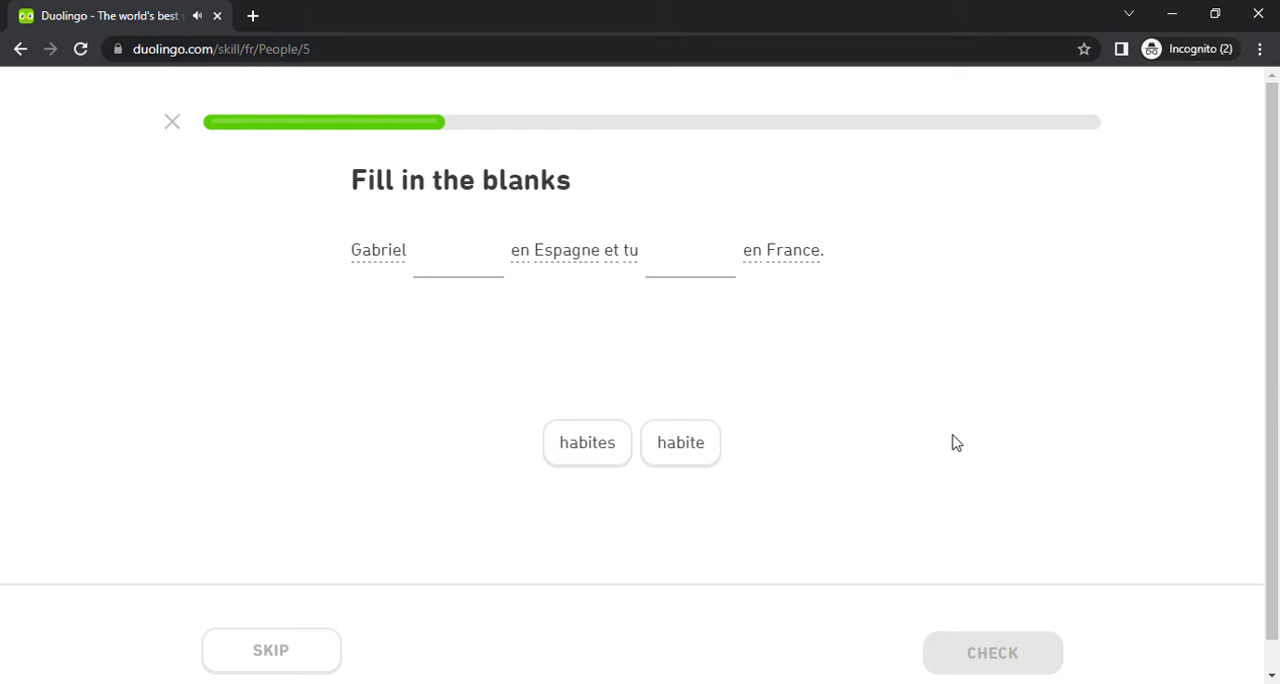 Duolingo - The world's best
duolingo.com/skill/fr/People/5
Incognito (2)
Fill in the blanks
Gabriel en Espagne et tu en France.
habites habite
SKIP
CHECK